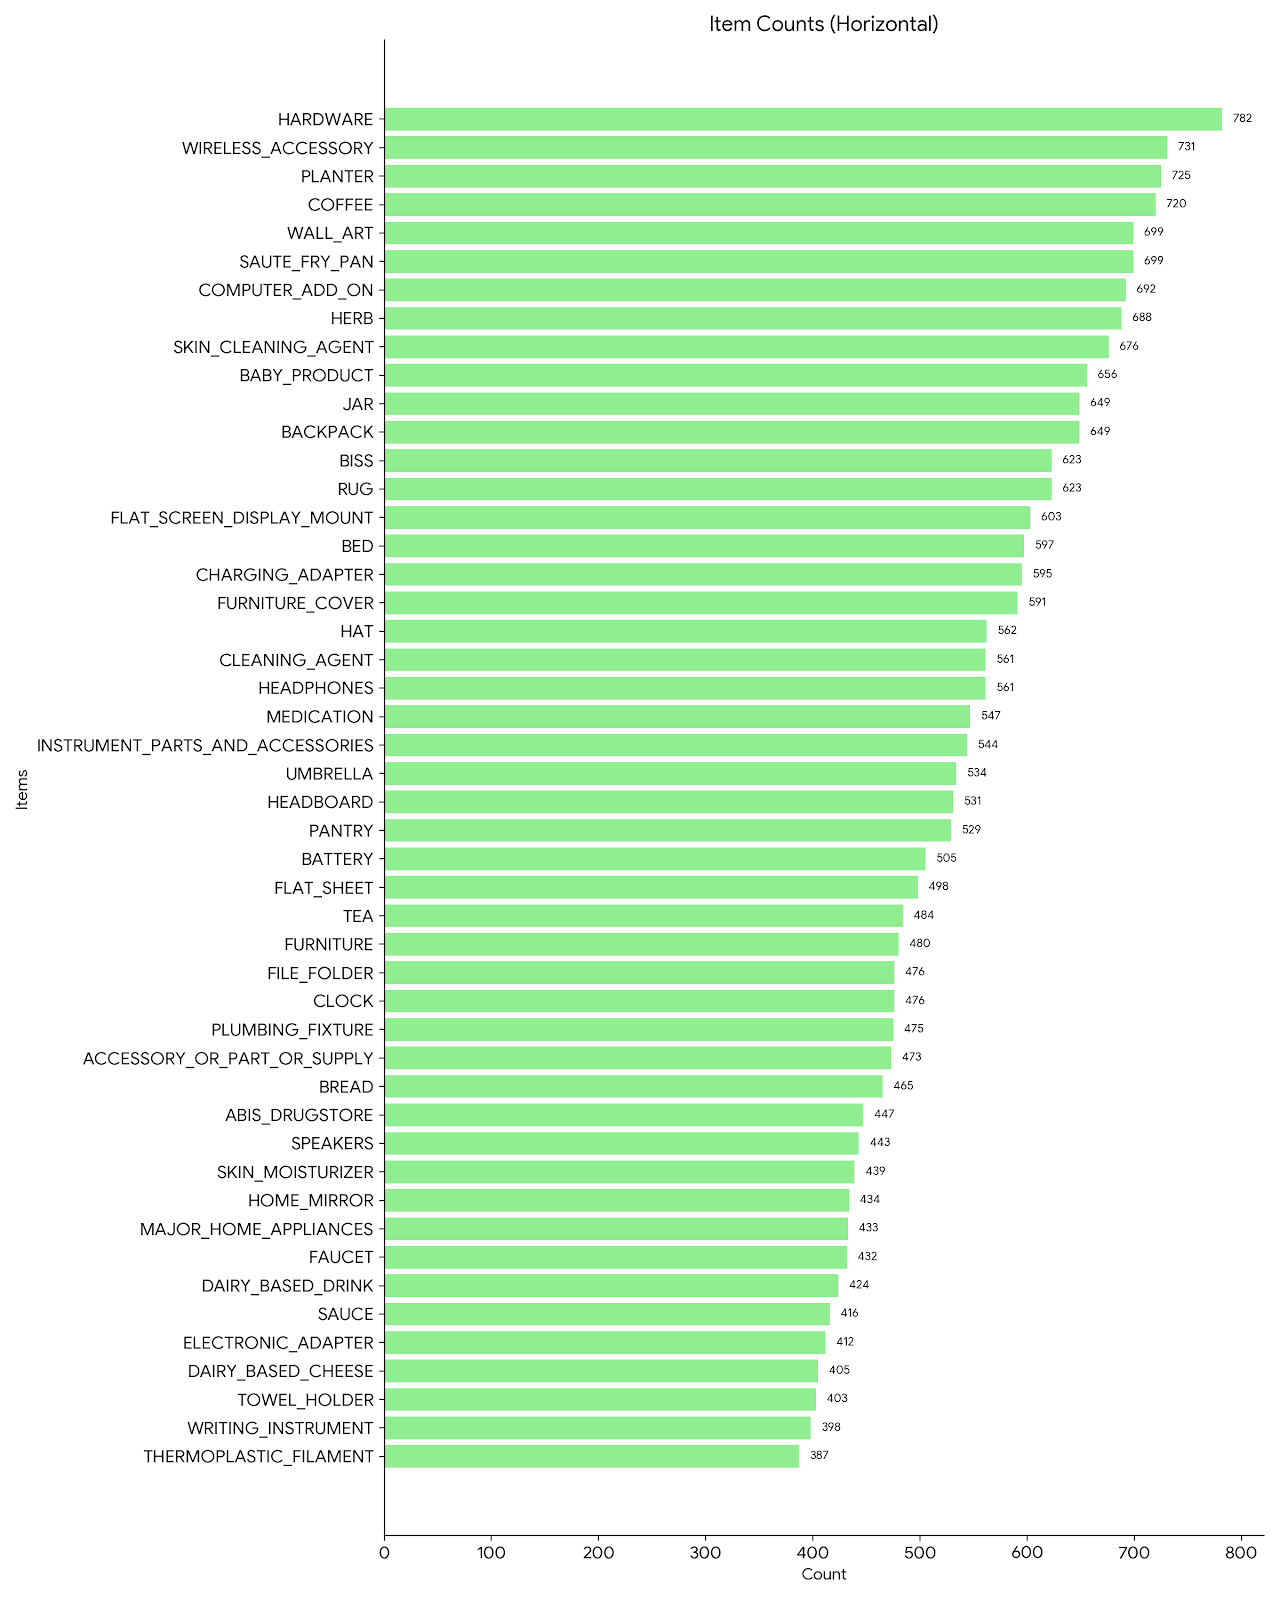 Item Counts (Horizontal)
HARDWARE 782
WIRELESS_ACCESSORY 731
PLANTER 725
COFFEE 720
WALL_ART 699
SAUTE_FRY_PAN 699
COMPUTER_ADD_ON 692
HERB 688
SKIN_CLEANING_AGENT 676
BABY_PRODUCT 656
JAR 649
BACKPACK 649
BISS 623
RUG 623
FLAT_SCREEN_DISPLAY_MOUNT 603
BED 597
CHARGING_ADAPTER 595
FURNITURE_COVER 591
HAT 562
CLEANING_AGENT 561
HEADPHONES 561
MEDICATION 547
INSTRUMENT_PARTS_AND_ACCESSORIES 544
UMBRELLA 534
Items
HEADBOARD 531
PANTRY 529
BATTERY 505
FLAT_SHEET 498
TEA 484
FURNITURE 480
FILE_FOLDER 476
CLOCK 476
PLUMBING_FIXTURE 475
ACCESSORY_OR_PART_OR_SUPPLY 473
BREAD 465
ABIS_DRUGSTORE 447
SPEAKERS 443
SKIN_MOISTURIZER 439
HOME_MIRROR 434
MAJOR_HOME_APPLIANCES 433
FAUCET 432
DAIRY_BASED_DRINK 424
SAUCE 416
ELECTRONIC_ADAPTER 412
DAIRY_BASED_CHEESE 405
TOWEL_HOLDER 403
WRITING_INSTRUMENT 398
THERMOPLASTIC_FILAMENT 387
0 100 200 300 400 500 600 700 800
Count